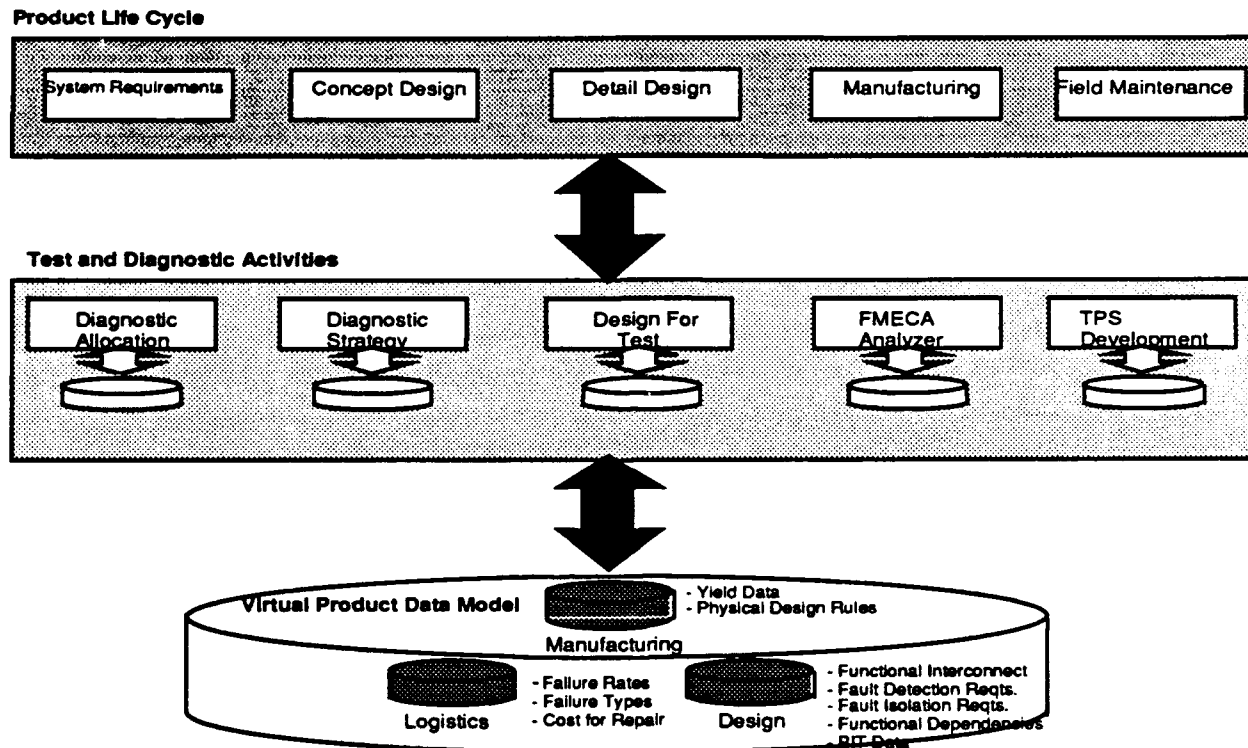 Product Life Cycle
System Requirements
Concept Design
Detail Design
Manufacturing
Field Maintenance
Test and Diagnostic Activities
Diagnostic
Allocation
Diagnostic
Strategy
Design For
Test
FMECA
Analyzer
TPS
Development
Virtual Product Data Model
- Yield Data
- Physical Design Rules
Manufacturing
- Failure Rates
- Failure Types
- Cost for Repair
Logistics
- Functional Interconnect
- Fault Detection Reqts.
- Fault Isolation Reqts.
- Functional Dependencies
- BIT Data
Design